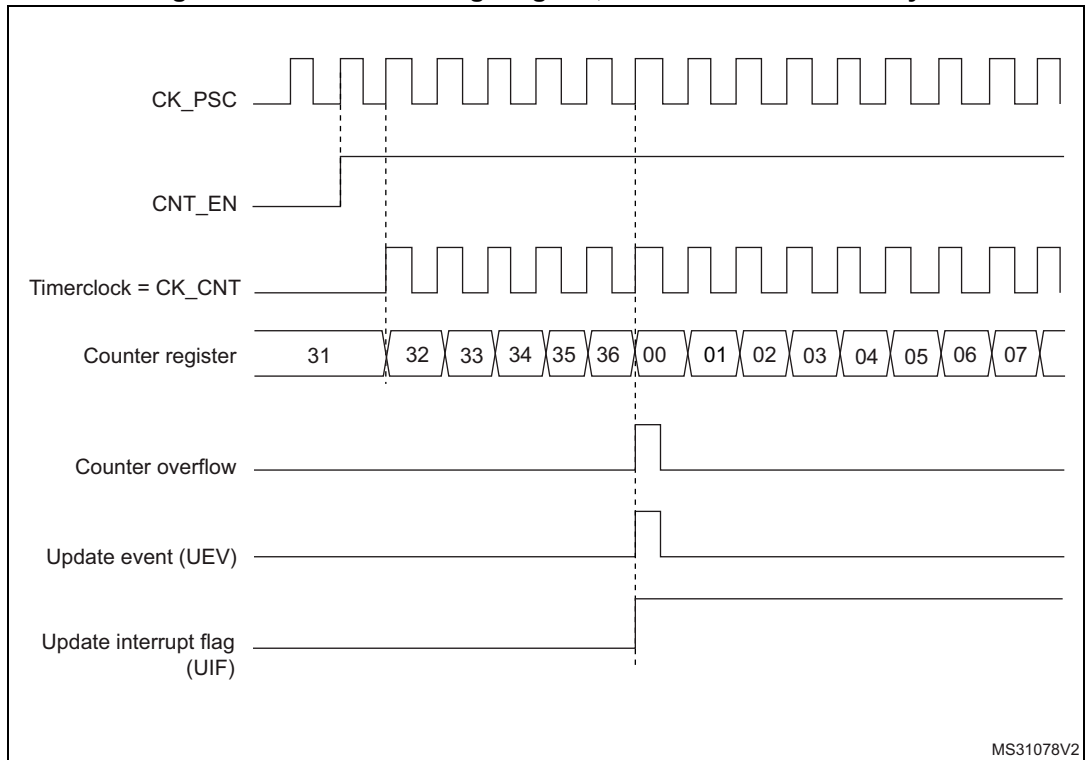 CK_PSC
CNT_EN
Timerclock = CK_CNT
Counter register 31 32 33 34 35 36 00 01 02 03 04 05 06 07
Counter overflow
Update event (UEV)
Update interrupt flag
(UIF)
MS31078V2